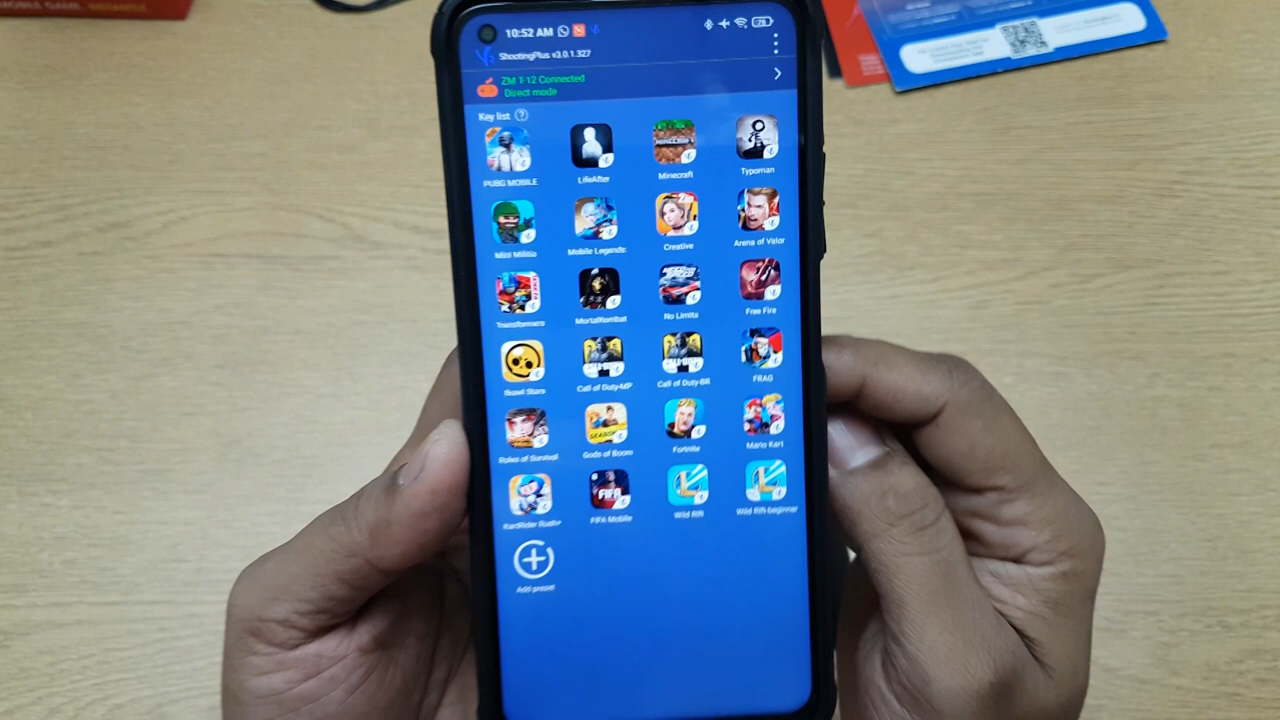 MOBILE GAME
10:52 AM
78
ShootingPlus v3.0.1.327
ZM T-12 Connected
Direct mode
Key list ?
PUBG MOBILE
LifeAfter
Minecraft
Typoman
Mini Militia
Mobile Legends:
Creative
Arena of Valor
Transformers
MortalKombat
No Limits
Free Fire
Brawl Stars
Call of Duty-MP
Call of Duty-BR
FRAG
Rules of Survival
Gods of Boom
Fortnite
Mario Kart
FIFA Mobile
Wild Rift
Wild Rift-beginner
Add preset